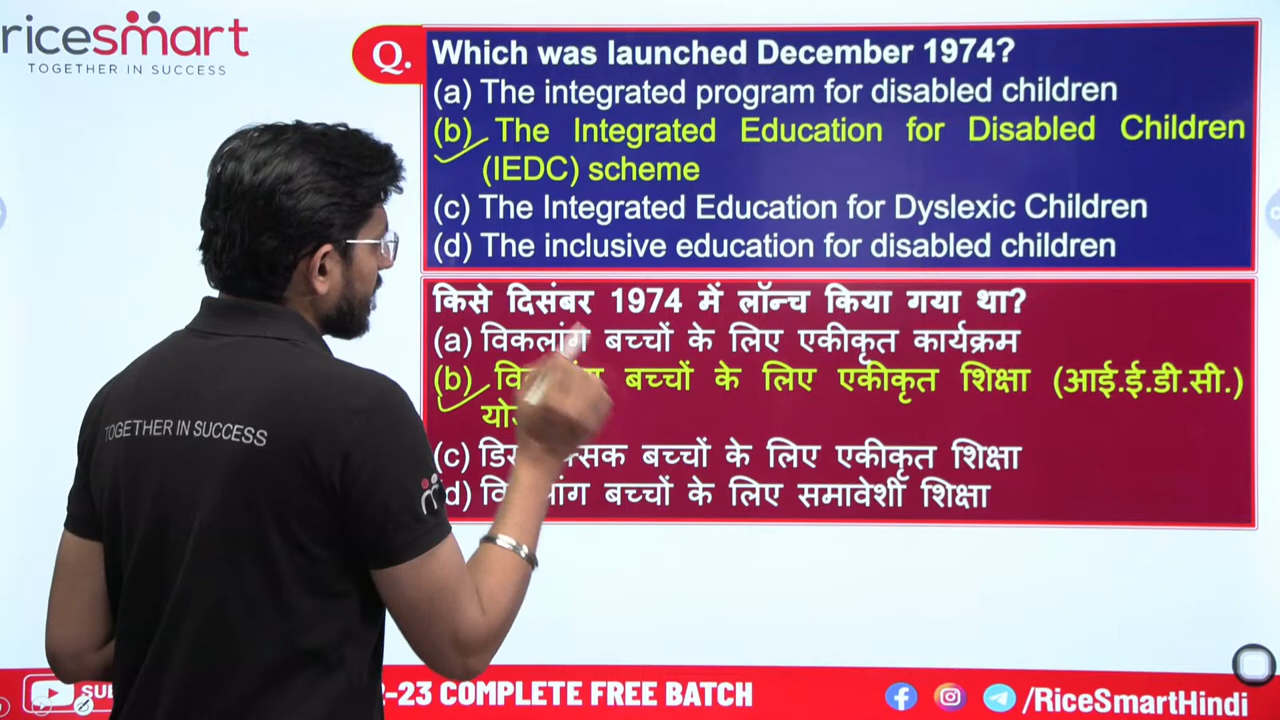 ricesmart
TOGETHER IN SUCCESS
Q. Which was launched December 1974?
(a) The integrated program for disabled children
(b) The Integrated Education for Disabled Children
(IEDC) scheme
(c) The Integrated Education for Dyslexic Children
(d) The inclusive education for disabled children
किसे दिसंबर 1974 में लॉन्च किया गया था?
(a) विकलांग बच्चों के लिए एकीकृत कार्यक्रम
(b) बच्चों के लिए एकीकृत शिक्षा (आई.ई.डी.सी.)
(c) बच्चों के लिए एकीकृत शिक्षा
d) बच्चों के लिए समावेशी शिक्षा
TOGETHER IN SUCCESS
-23 COMPLETE FREE BATCH
/RiceSmartHindi